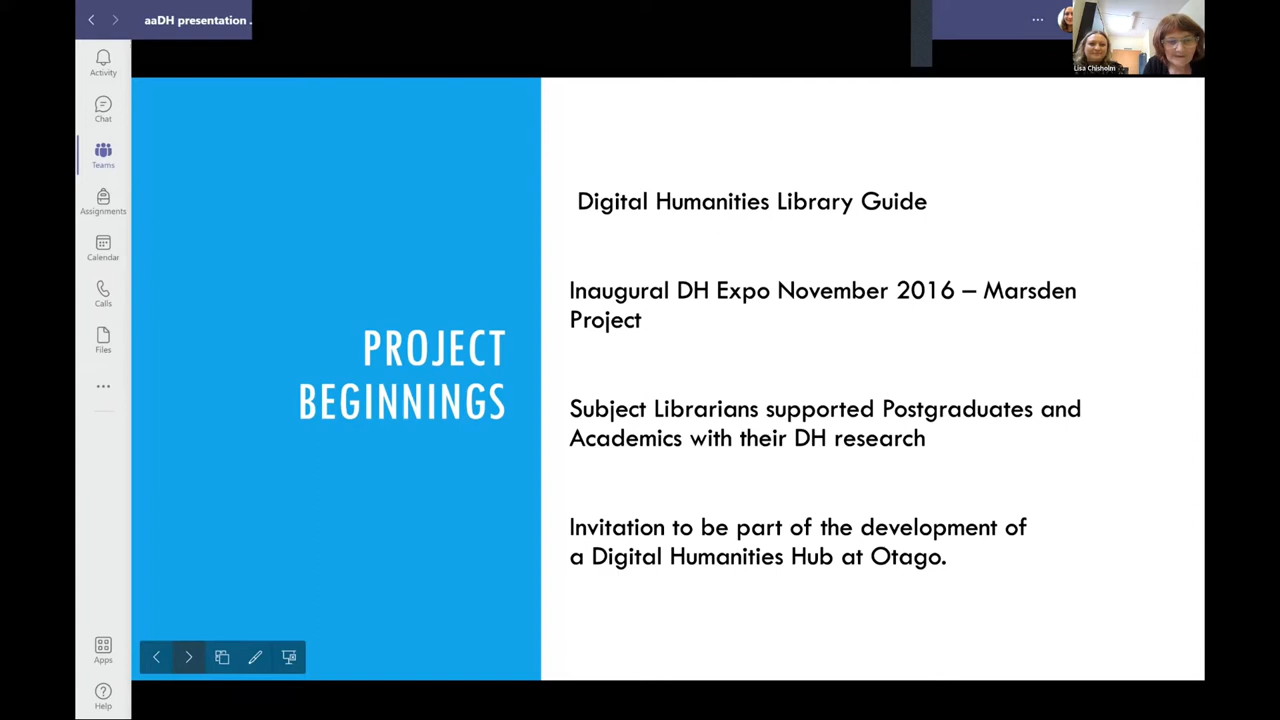 aaDH presentation .
Lisa Chisholm
Activity
Chat
Teams
Assignments
Calendar
Calls
Files
Apps
Help
PROJECT
BEGINNINGS
Digital Humanities Library Guide
Inaugural DH Expo November 2016 – Marsden
Project
Subject Librarians supported Postgraduates and
Academics with their DH research
Invitation to be part of the development of
a Digital Humanities Hub at Otago.